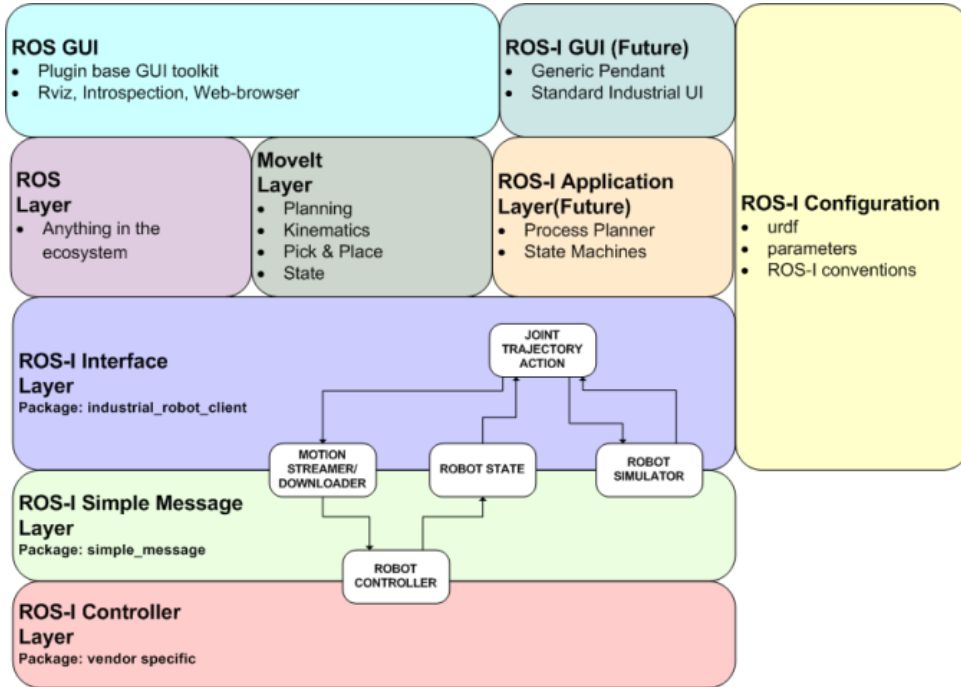 ROS GUI
• Plugin base GUI toolkit
• Rviz, Introspection, Web-browser
ROS-I GUI (Future)
• Generic Pendant
• Standard Industrial UI
ROS
Layer
• Anything in the
ecosystem
MoveIt
Layer
• Planning
• Kinematics
• Pick & Place
• State
ROS-I Application
Layer(Future)
• Process Planner
• State Machines
ROS-I Configuration
• urdf
• parameters
• ROS-I conventions
ROS-I Interface
Layer
Package: industrial_robot_client
JOINT
TRAJECTORY
ACTION
MOTION
STREAMER/
DOWNLOADER
ROBOT STATE
ROBOT
SIMULATOR
ROS-I Simple Message
Layer
Package: simple_message
ROBOT
CONTROLLER
ROS-I Controller
Layer
Package: vendor specific